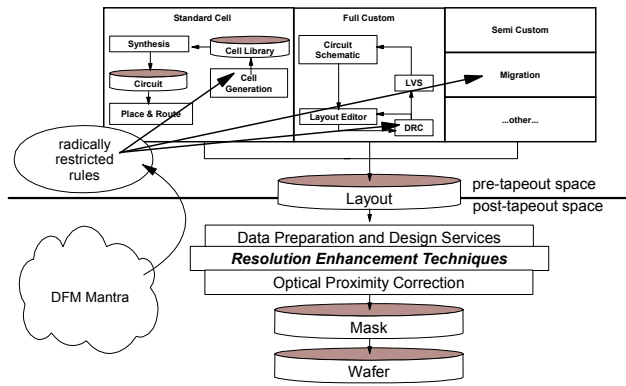 Standard Cell
Full Custom
Semi Custom
Synthesis
Cell Library
Circuit
Cell
Generation
Place & Route
Circuit
Schematic
LVS
Layout Editor
DRC
Migration
...other...
radically
restricted
rules
Layout
pre-tapeout space
post-tapeout space
DFM Mantra
Data Preparation and Design Services
Resolution Enhancement Techniques
Optical Proximity Correction
Mask
Wafer